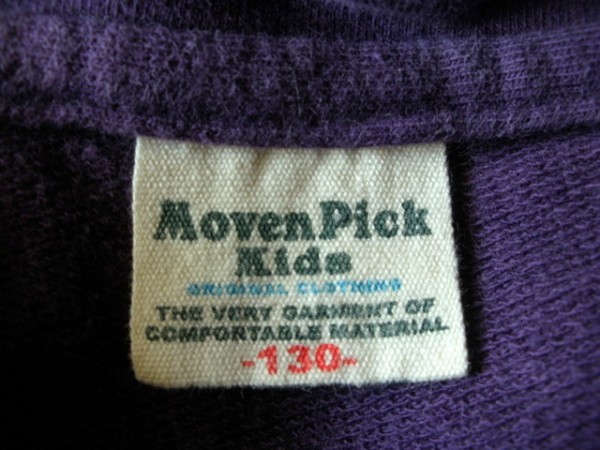 MovenPick
Kids
ORIGINAL CLOTHING
THE VERY GARMENT OF
COMFORTABLE MATERIAL
-130-